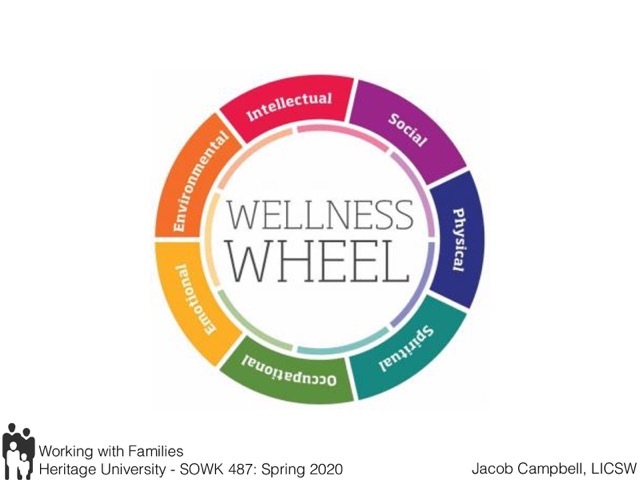 Intellectual
Social
Physical
Spiritual
Occupational
Emotional
Environmental
WELLNESS
WHEEL
Working with Families
Heritage University - SOWK 487: Spring 2020
Jacob Campbell, LICSW